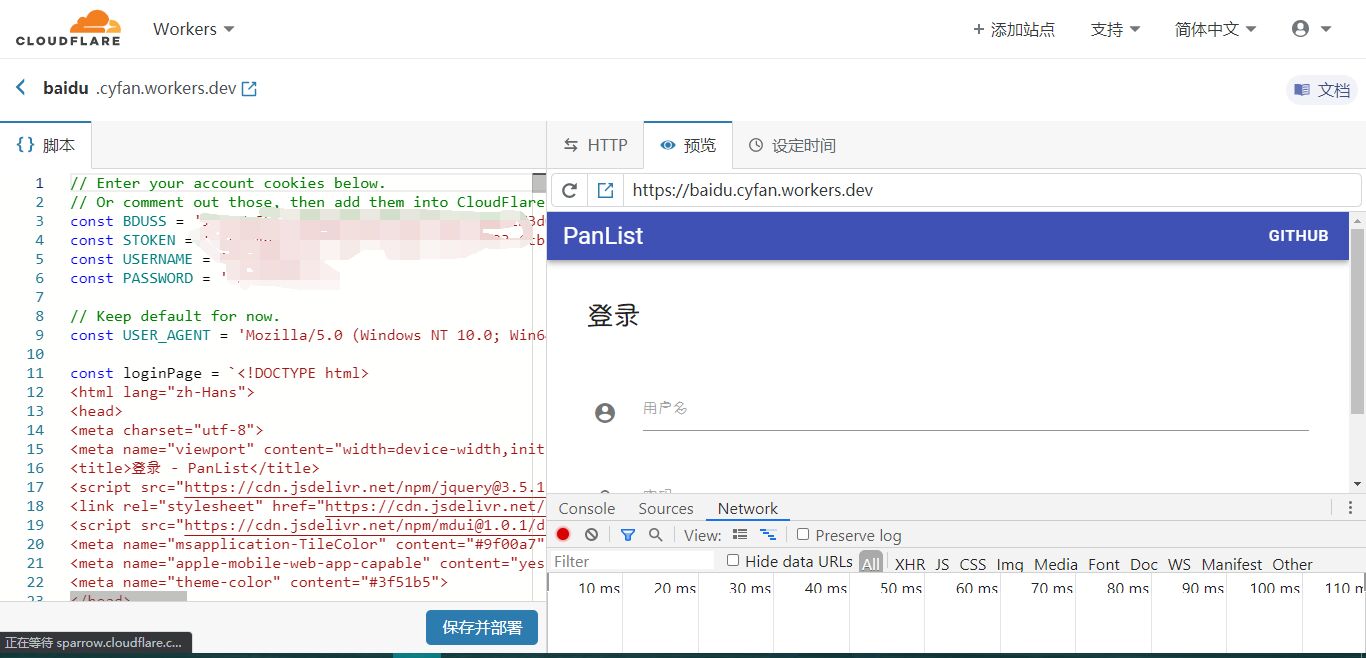 CLOUDFLARE
Workers
添加站点
支持
简体中文
baidu .cyfan.workers.dev
文档
{} 脚本
HTTP
预览
设定时间
https://baidu.cyfan.workers.dev
1 // Enter your account cookies below.
2 // Or comment out those, then add them into CloudFlare
3 const BDUSS = '
4 const STOKEN =
5 const USERNAME =
6 const PASSWORD = '
7
8 // Keep default for now.
9 const USER_AGENT = 'Mozilla/5.0 (Windows NT 10.0; Win6
10
11 const loginPage = `<!DOCTYPE html>
12 <html lang="zh-Hans">
13 <head>
14 <meta charset="utf-8">
15 <meta name="viewport" content="width=device-width,init
16 <title>登录 - PanList</title>
17 <script src="https://cdn.jsdelivr.net/npm/jquery@3.5.1
18 <link rel="stylesheet" href="https://cdn.jsdelivr.net/
19 <script src="https://cdn.jsdelivr.net/npm/mdui@1.0.1/d
20 <meta name="msapplication-TileColor" content="#9f00a7"
21 <meta name="apple-mobile-web-app-capable" content="yes
22 <meta name="theme-color" content="#3f51b5">
23 </head>
保存并部署
正在等待 sparrow.cloudflare.c...
PanList
GITHUB
登录
用户名
Console Sources Network
View: Preserve log
Filter Hide data URLs All XHR JS CSS Img Media Font Doc WS Manifest Other
10 ms 20 ms 30 ms 40 ms 50 ms 60 ms 70 ms 80 ms 90 ms 100 ms 110 m